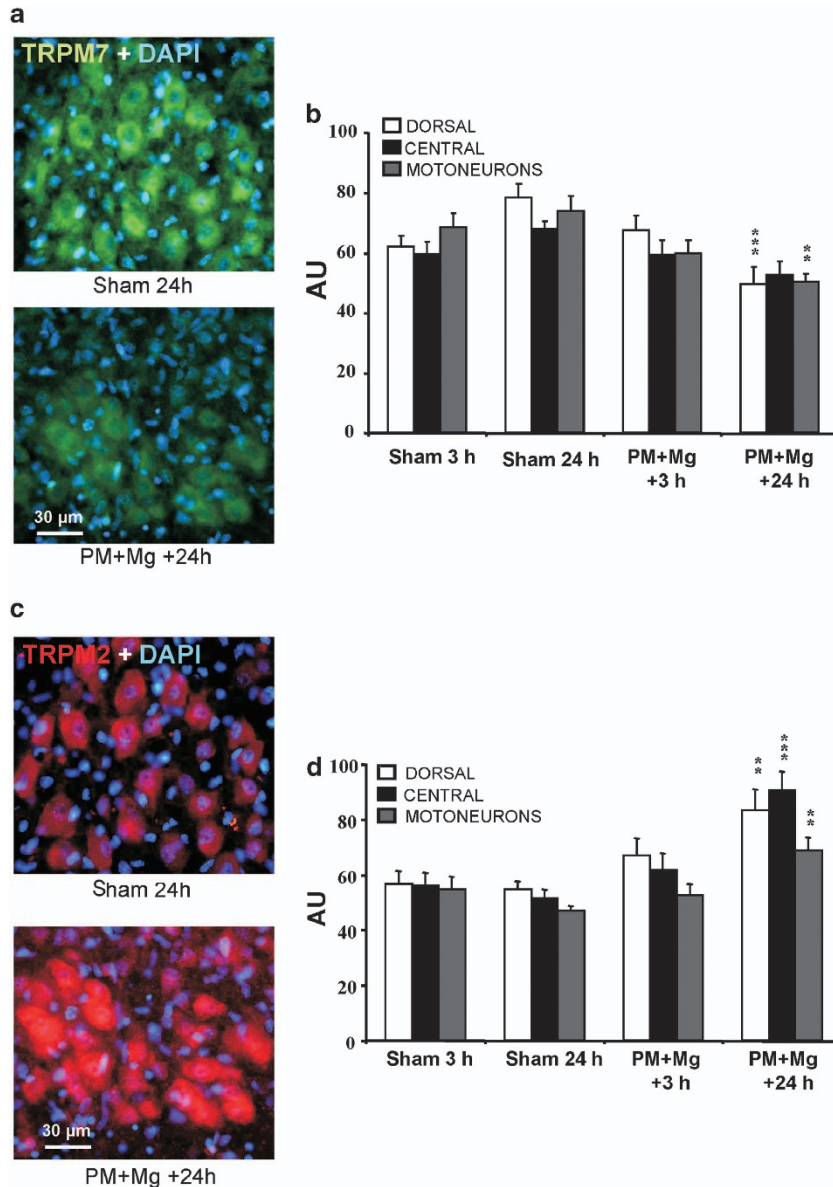 a
TRPM7 + DAPI
Sham 24h
30 µm
PM+Mg +24h
b
100
80
60
40
20
0
AU
DORSAL
CENTRAL
MOTONEURONS
***
**
Sham 3 h
Sham 24 h
PM+Mg
+3 h
PM+Mg
+24 h
c
TRPM2 + DAPI
Sham 24h
30 µm
PM+Mg +24h
d
100
80
60
40
20
0
AU
DORSAL
CENTRAL
MOTONEURONS
**
***
**
Sham 3 h
Sham 24 h
PM+Mg
+3 h
PM+Mg
+24 h